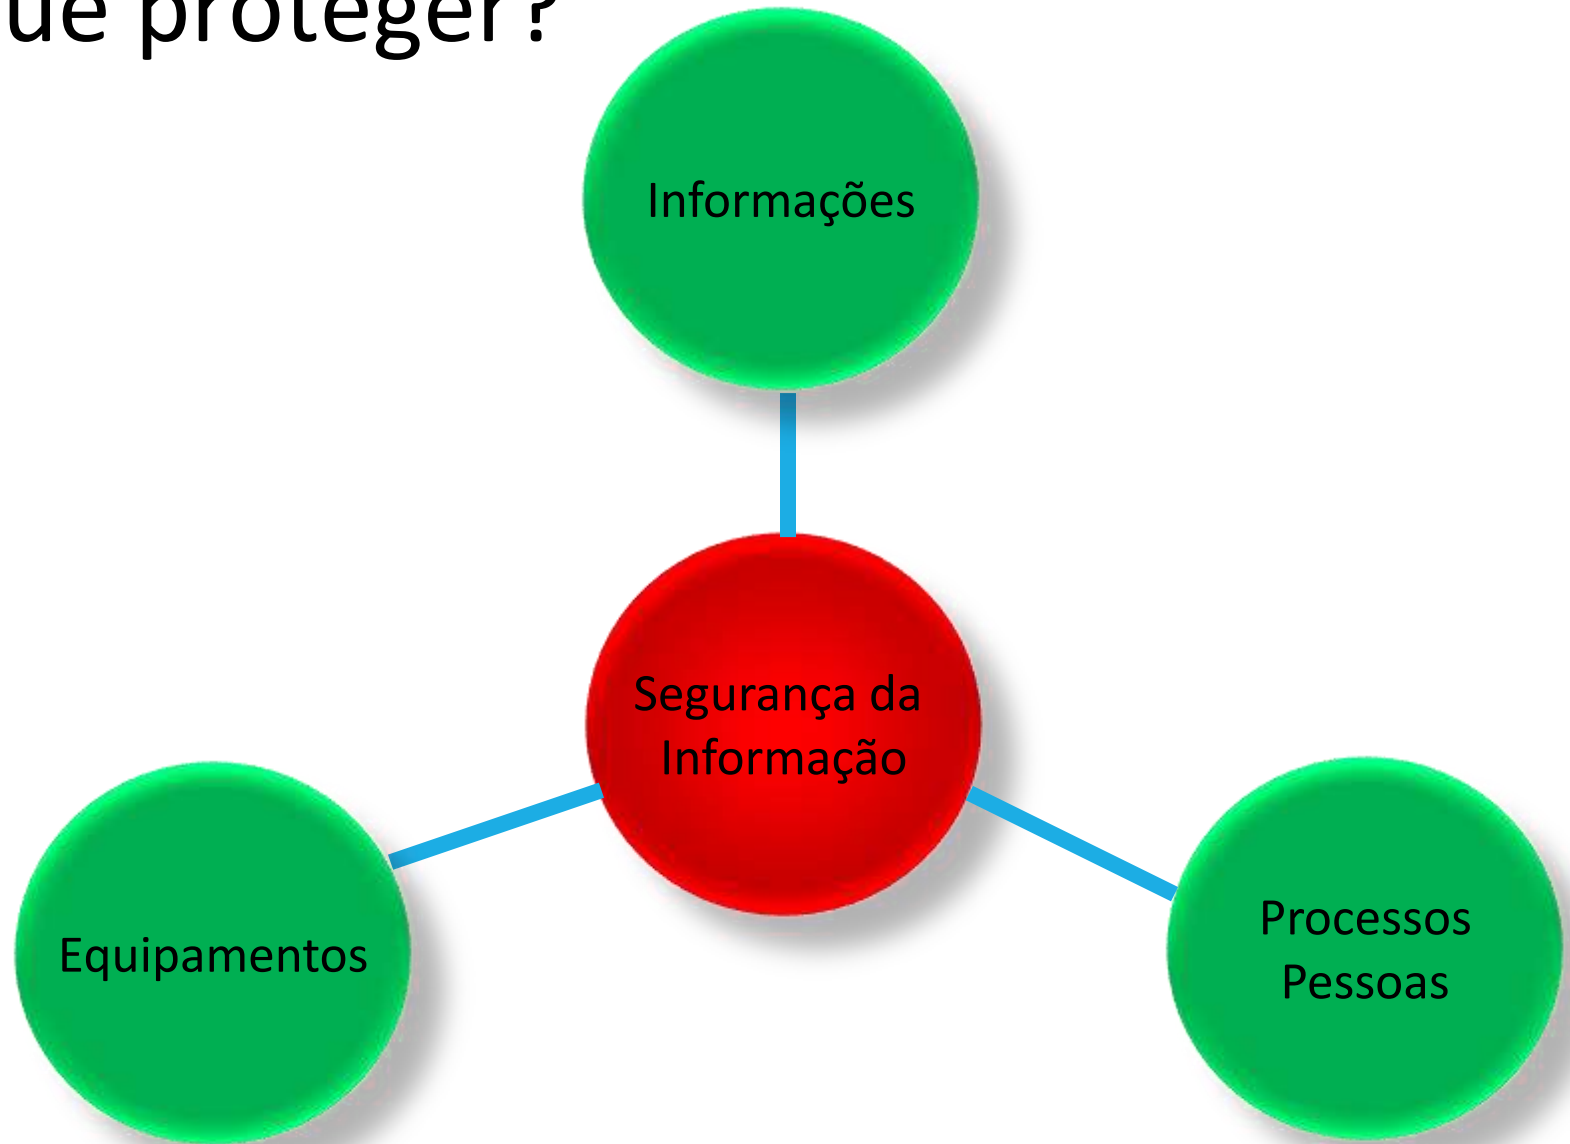 ue proteger?
Informações
Segurança da
Informação
Equipamentos
Processos
Pessoas